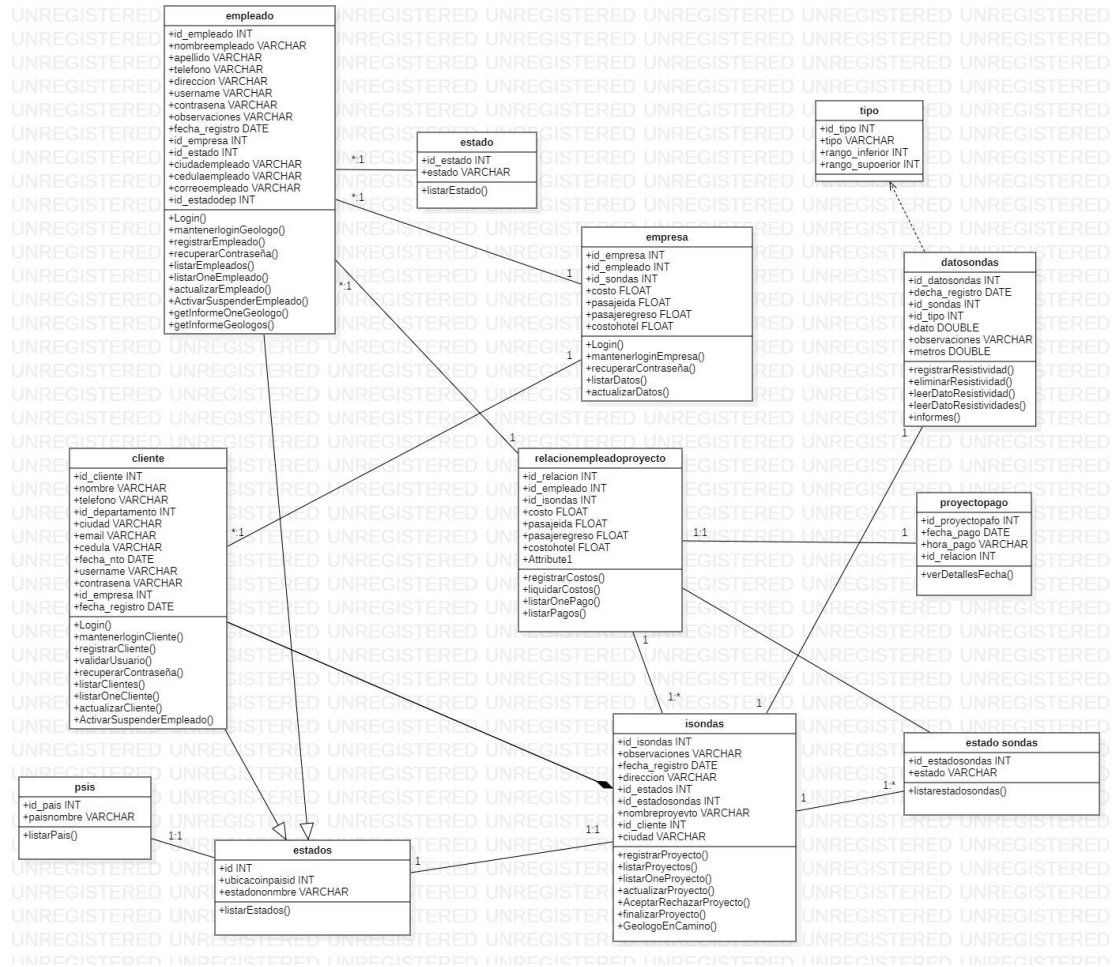 empleado
+id_empleado INT
+nombreempleado VARCHAR
+apellido VARCHAR
+telefono VARCHAR
+direccion VARCHAR
+username VARCHAR
+contrasena VARCHAR
+observaciones VARCHAR
+fecha_registro DATE
+id_empresa INT
+id_estado INT
+ciudadempleado VARCHAR
+cedulaempleado VARCHAR
+correoempleado VARCHAR
+id_estadodep INT
+Login()
+mantenerloginGeologo()
+registrarEmpleado()
+recuperarContraseña()
+listarEmpleados()
+listarOneEmpleado()
+actualizarEmpleado()
+ActivarSuspenderEmpleado()
+getInformeOneGeologo()
+getInformeGeologos()
*:1
*:1
*:1
estado
+id_estado INT
+estado VARCHAR
+listarEstado()
tipo
+id_tipo INT
+tipo VARCHAR
+rango_inferior INT
+rango_supoerior INT
empresa
+id_empresa INT
+id_empleado INT
+id_sondas INT
+costo FLOAT
+pasajeida FLOAT
+pasajeregreso FLOAT
+costohotel FLOAT
+Login()
+mantenerloginEmpresa()
+recuperarContraseña()
+listarDatos()
+actualizarDatos()
1
1
datosondas
+id_datosondas INT
+decha_registro DATE
+id_sondas INT
+id_tipo INT
+dato DOUBLE
+observaciones VARCHAR
+metros DOUBLE
+registrarResistividad()
+eliminarResistividad()
+leerDatoResistividad()
+leerDatoResistividades()
+informes()
1
cliente
+id_cliente INT
+nombre VARCHAR
+telefono VARCHAR
+id_departamento INT
+ciudad VARCHAR
+email VARCHAR
+cedula VARCHAR
+fecha_nto DATE
+username VARCHAR
+contrasena VARCHAR
+id_empresa INT
+fecha_registro DATE
+Login()
+mantenerloginCliente()
+registrarCliente()
+validarUsuario()
+recuperarContraseña()
+listarClientes()
+listarOneCliente()
+actualizarCliente()
+ActivarSuspenderEmpleado()
*:1
1
relacionempleadoproyecto
+id_relacion INT
+id_empleado INT
+id_isondas INT
+costo FLOAT
+pasajeida FLOAT
+pasajeregreso FLOAT
+costohotel FLOAT
+Attribute1
+registrarCostos()
+liquidarCostos()
+listarOnePago()
+listarPagos()
1:1
1
proyectopago
+id_proyectopafo INT
+fecha_pago DATE
+hora_pago VARCHAR
+id_relacion INT
+verDetallesFecha()
1
1:*
1
isondas
+id_isondas INT
+observaciones VARCHAR
+fecha_registro DATE
+direccion VARCHAR
+id_estados INT
+id_estadosondas INT
+nombreproyevto VARCHAR
+id_cliente INT
+ciudad VARCHAR
+registrarProyecto()
+listarProyectos()
+listarOneProyecto()
+actualizarProyecto()
+AceptarRechazarProyecto()
+finalizarProyecto()
+GeologoEnCamino()
1
1:*
estado sondas
+id_estadosondas INT
+estado VARCHAR
+listarestadosondas()
psis
+id_pais INT
+paisnombre VARCHAR
+listarPais()
1:1
estados
+id INT
+ubicacoinpaisid INT
+estadononmbre VARCHAR
+listarEstados()
1
1:1
UNREGISTERED